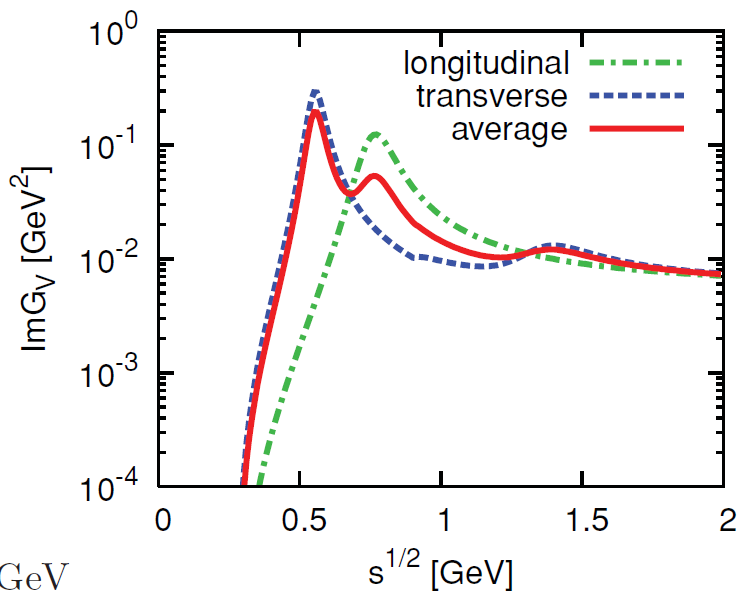 10^0
10^-1
10^-2
10^-3
10^-4
ImG_V [GeV^2]
longitudinal
transverse
average
0 0.5 1 1.5 2
s^1/2 [GeV]
GeV